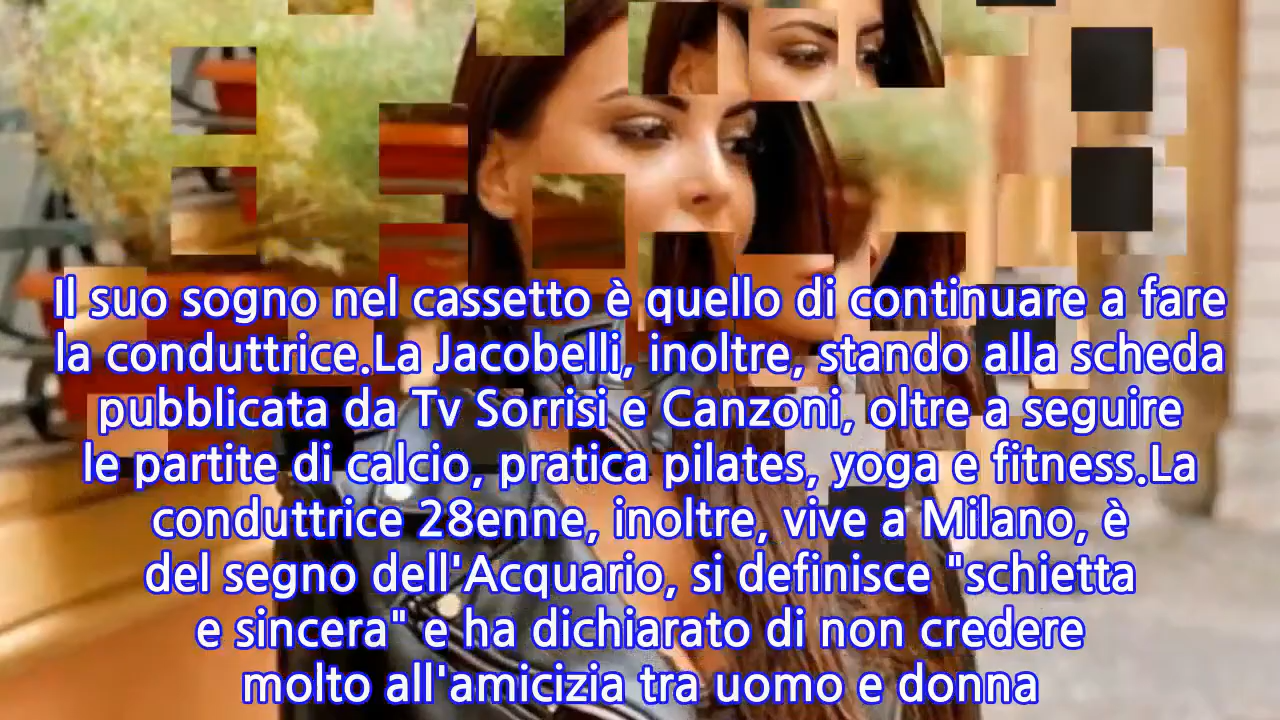 Il suo sogno nel cassetto è quello di continuare a fare
la conduttrice.La Jacobelli, inoltre, stando alla scheda
pubblicata da Tv Sorrisi e Canzoni, oltre a seguire
le partite di calcio, pratica pilates, yoga e fitness.La
conduttrice 28enne, inoltre, vive a Milano, è
del segno dell'Acquario, si definisce "schietta
e sincera" e ha dichiarato di non credere
molto all'amicizia tra uomo e donna